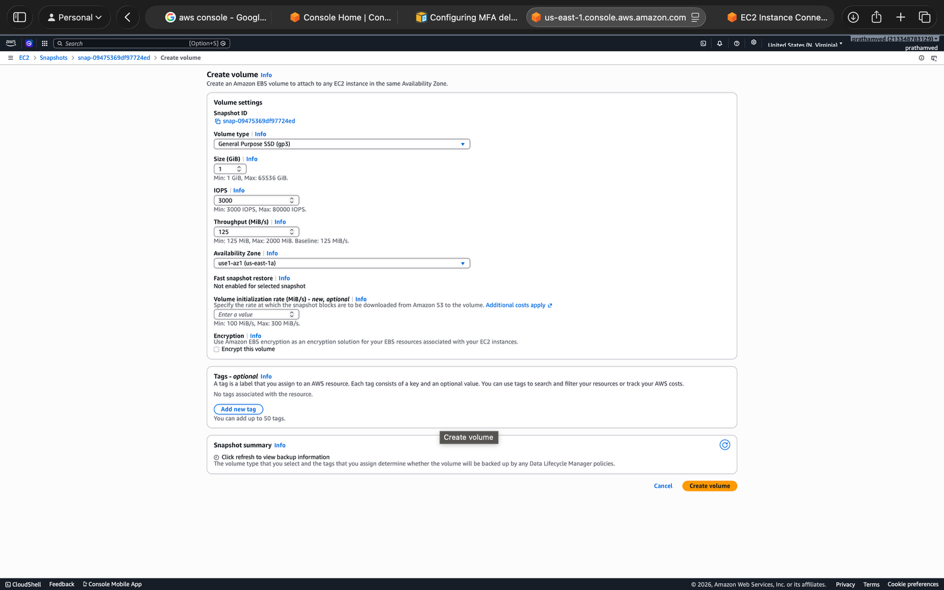 Personal
aws console - Googl...
Console Home | Con...
Configuring MFA del...
us-east-1.console.aws.amazon.com
EC2 Instance Conne...
aws
Search
[Option+S]
United States (N. Virginia)
prathamved
EC2 > Snapshots > snap-09475369df97724ed > Create volume
Create volume Info
Create an Amazon EBS volume to attach to any EC2 instance in the same Availability Zone.
Volume settings
Snapshot ID
snap-09475369df97724ed
Volume type | Info
General Purpose SSD (gp3)
Size (GiB) | Info
1
Min: 1 GiB, Max: 65536 GiB.
IOPS | Info
3000
Min: 3000 IOPS, Max: 80000 IOPS.
Throughput (MiB/s) | Info
125
Min: 125 MiB, Max: 2000 MiB. Baseline: 125 MiB/s.
Availability Zone | Info
use1-az1 (us-east-1a)
Fast snapshot restore | Info
Not enabled for selected snapshot
Volume initialization rate (MiB/s) - new, optional | Info
Specify the rate at which the snapshot blocks are to be downloaded from Amazon S3 to the volume. Additional costs apply
Enter a value
Min: 100 MiB/s, Max: 300 MiB/s.
Encryption | Info
Use Amazon EBS encryption as an encryption solution for your EBS resources associated with your EC2 instances.
Encrypt this volume
Tags - optional Info
A tag is a label that you assign to an AWS resource. Each tag consists of a key and an optional value. You can use tags to search and filter your resources or track your AWS costs.
No tags associated with the resource.
Add new tag
You can add up to 50 tags.
Create volume
Snapshot summary Info
Click refresh to view backup information
The volume type that you select and the tags that you assign determine whether the volume will be backed up by any Data Lifecycle Manager policies.
Cancel
Create volume
CloudShell Feedback Console Mobile App
© 2026, Amazon Web Services, Inc. or its affiliates. Privacy Terms Cookie preferences